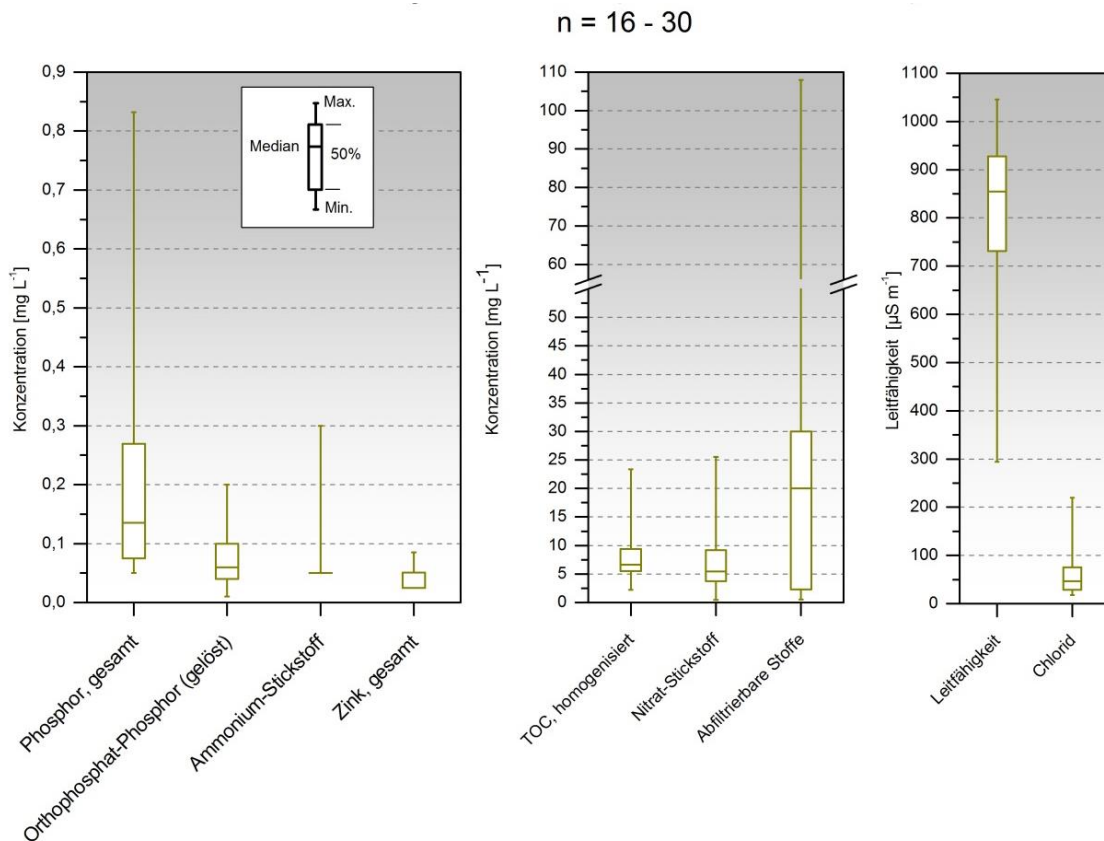 n = 16 - 30
Konzentration [mg L-1]
0,9
0,8
0,7
0,6
0,5
0,4
0,3
0,2
0,1
0,0
Max.
Median
50%
Min.
Phosphor, gesamt
Orthophosphat-Phosphor (gelöst)
Ammonium-Stickstoff
Zink, gesamt
Konzentration [mg L-1]
110
100
90
80
70
60
50
45
40
35
30
25
20
15
10
5
0
TOC, homogenisiert
Nitrat-Stickstoff
Abfiltrierbare Stoffe
Leitfähigkeit [µS m-1]
1100
1000
900
800
700
600
500
400
300
200
100
0
Leitfähigkeit
Chlorid